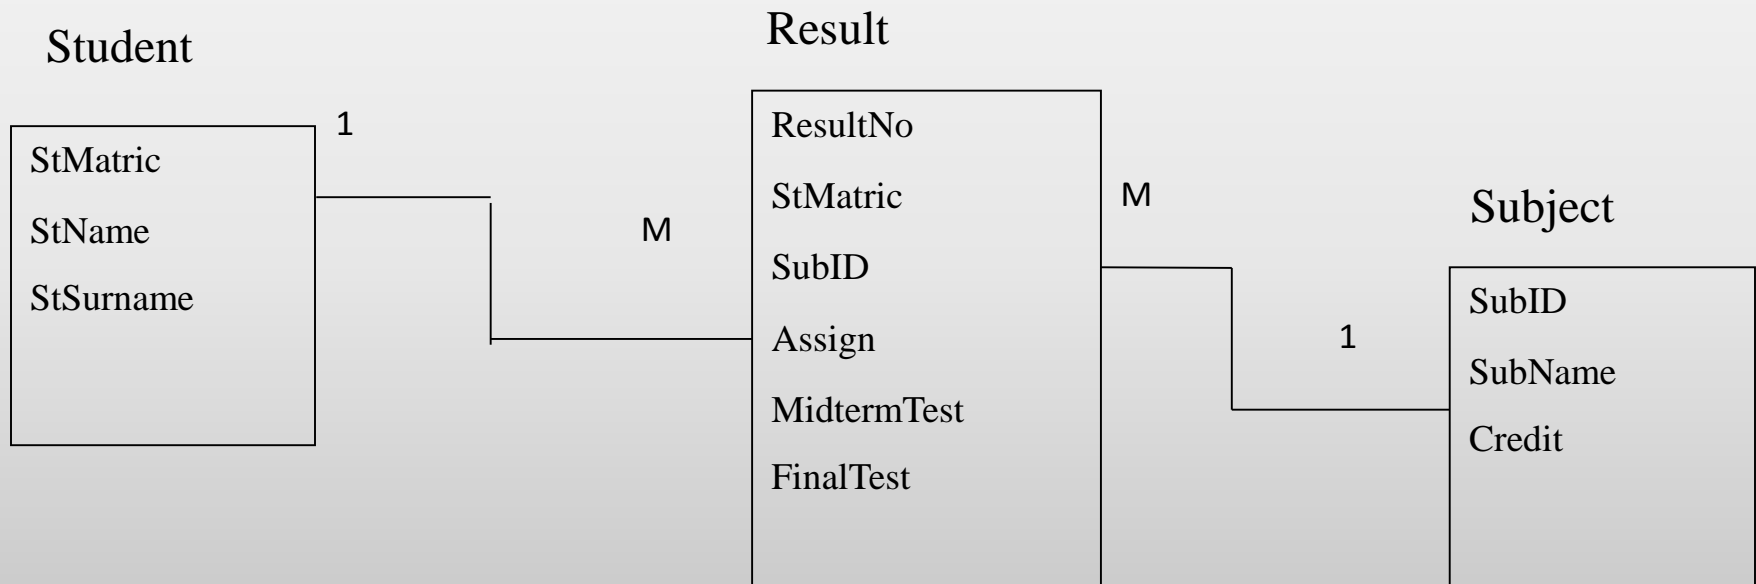 Student
1
StMatric
StName
StSurname
M
Result
ResultNo
StMatric
SubID
Assign
MidtermTest
FinalTest
M
1
Subject
SubID
SubName
Credit